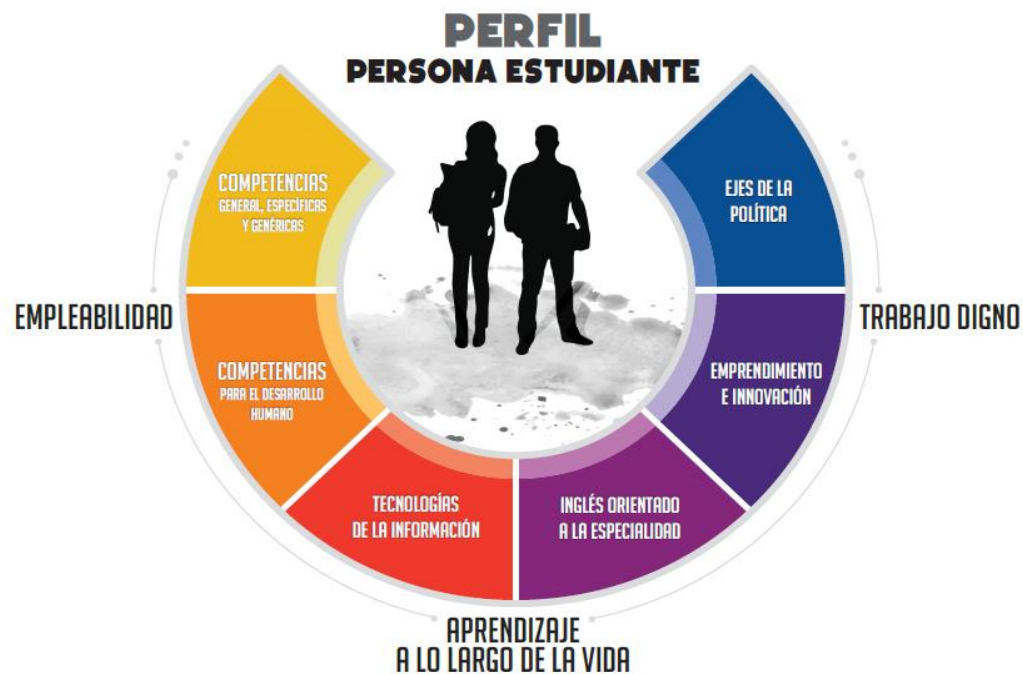 PERFIL
PERSONA ESTUDIANTE
COMPETENCIAS
GENERAL, ESPECÍFICAS
Y GENÉRICAS
EJES DE LA
POLÍTICA
EMPLEABILIDAD
TRABAJO DIGNO
COMPETENCIAS
PARA EL DESARROLLO
HUMANO
EMPRENDIMIENTO
E INNOVACIÓN
TECNOLOGÍAS
DE LA INFORMACIÓN
INGLÉS ORIENTADO
A LA ESPECIALIDAD
APRENDIZAJE
A LO LARGO DE LA VIDA